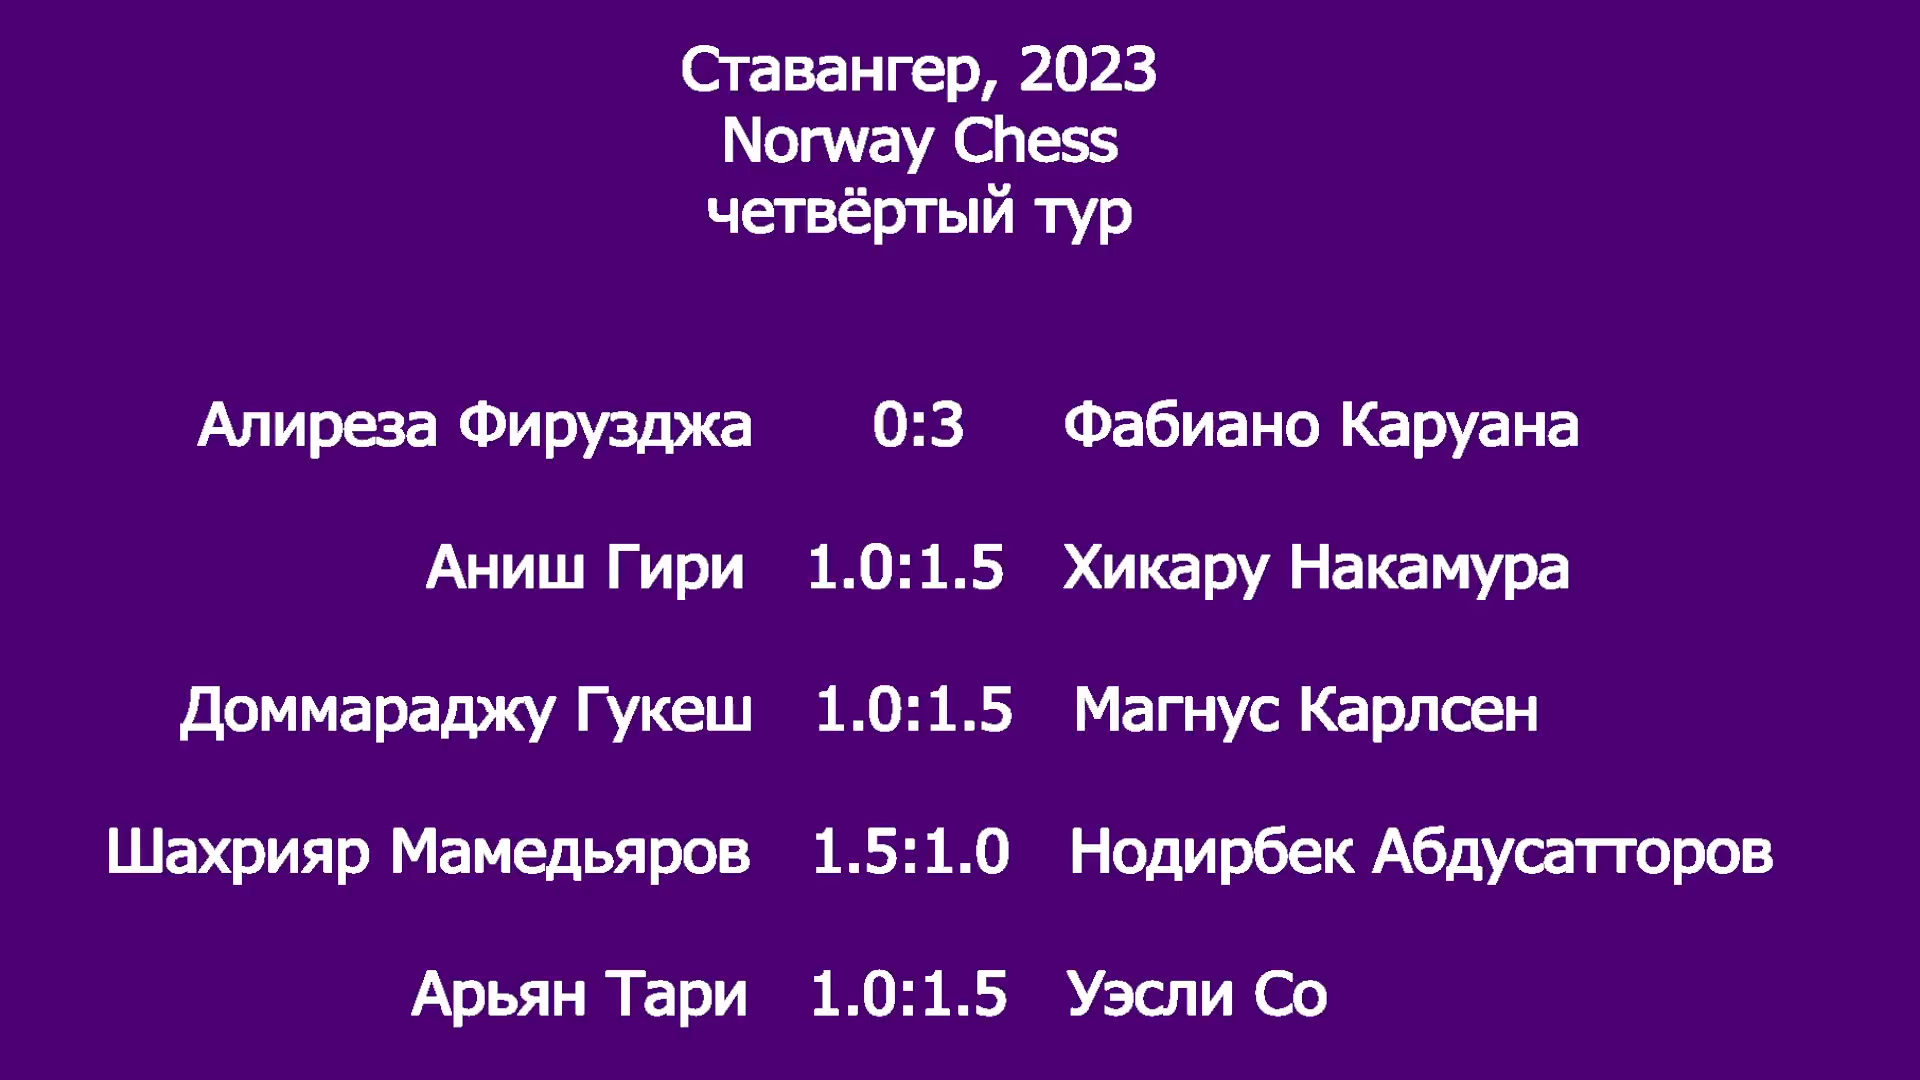 Ставангер, 2023
Norway Chess
четвёртый тур
Алиреза Фирузджа 0:3 Фабиано Каруана
Аниш Гири 1.0:1.5 Хикару Накамура
Доммараджу Гукеш 1.0:1.5 Магнус Карлсен
Шахрияр Мамедьяров 1.5:1.0 Нодирбек Абдусатторов
Арьян Тари 1.0:1.5 Уэсли Со